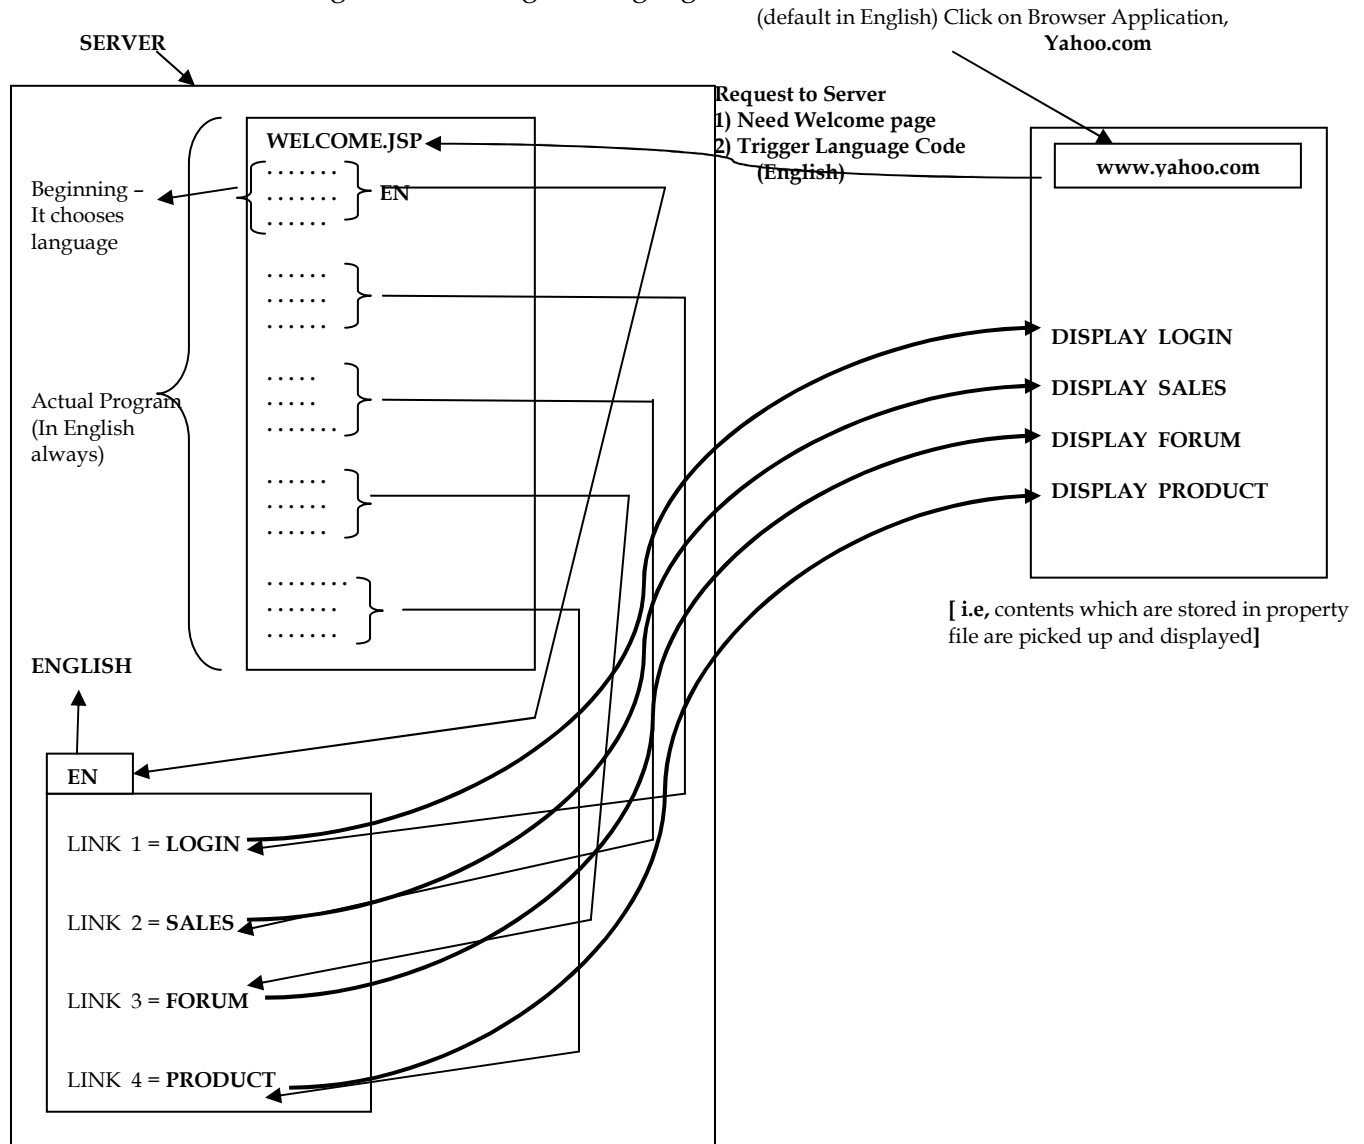 (default in English) Click on Browser Application,
Yahoo.com
SERVER
Request to Server
1) Need Welcome page
2) Trigger Language Code
(English)
WELCOME.JSP
. . . . . . .
. . . . . . .
. . . . . .
EN
Beginning –
It chooses
language
. . . . . .
. . . . . .
. . . . . .
. . . . .
. . . . .
. . . . . . .
Actual Program
(In English
always)
. . . . . .
. . . . . .
. . . . . .
. . . . . . . .
. . . . . . .
. . . . . . .
www.yahoo.com
DISPLAY LOGIN
DISPLAY SALES
DISPLAY FORUM
DISPLAY PRODUCT
[ i.e, contents which are stored in property
file are picked up and displayed]
ENGLISH
EN
LINK 1 = LOGIN
LINK 2 = SALES
LINK 3 = FORUM
LINK 4 = PRODUCT